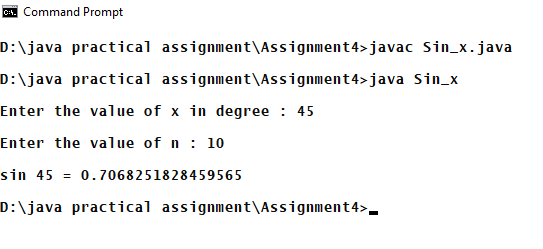 Command Prompt
D:\java practical assignment\Assignment4>javac Sin_x.java
D:\java practical assignment\Assignment4>java Sin_x
Enter the value of x in degree : 45
Enter the value of n : 10
sin 45 = 0.7068251828459565
D:\java practical assignment\Assignment4>